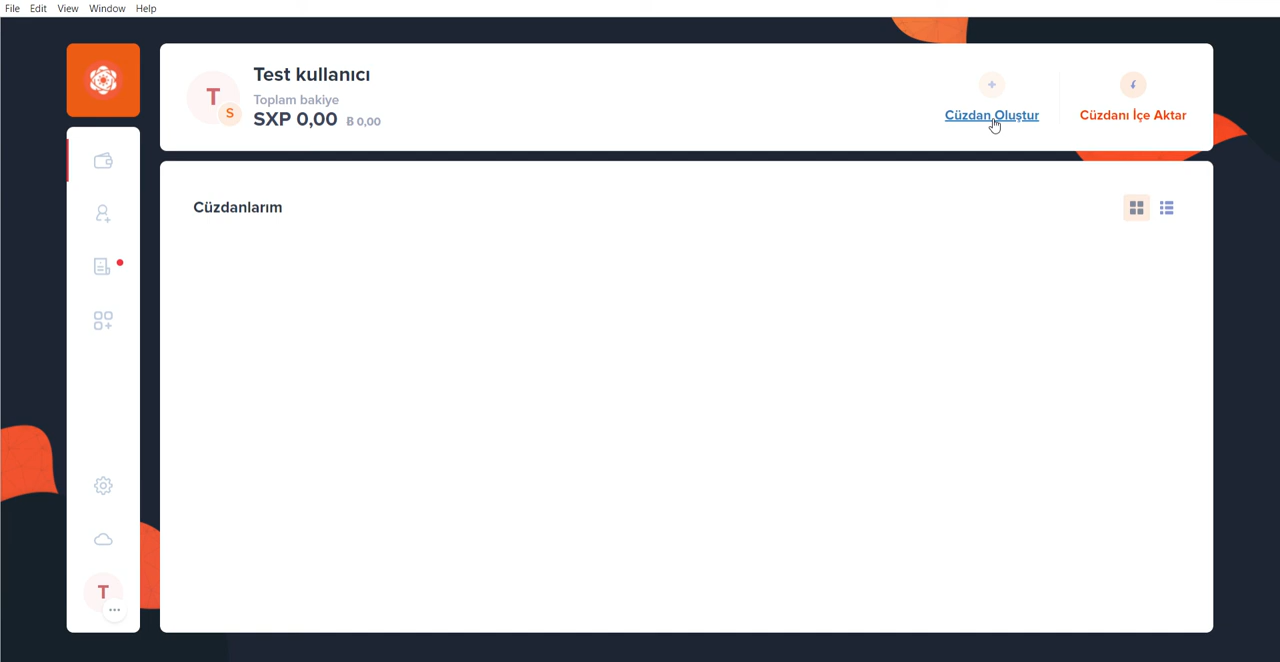 File Edit View Window Help
Test kullanıcı
T
S
Toplam bakiye
SXP 0,00 Ƀ 0,00
Cüzdan Oluştur
Cüzdanı İçe Aktar
Cüzdanlarım
T